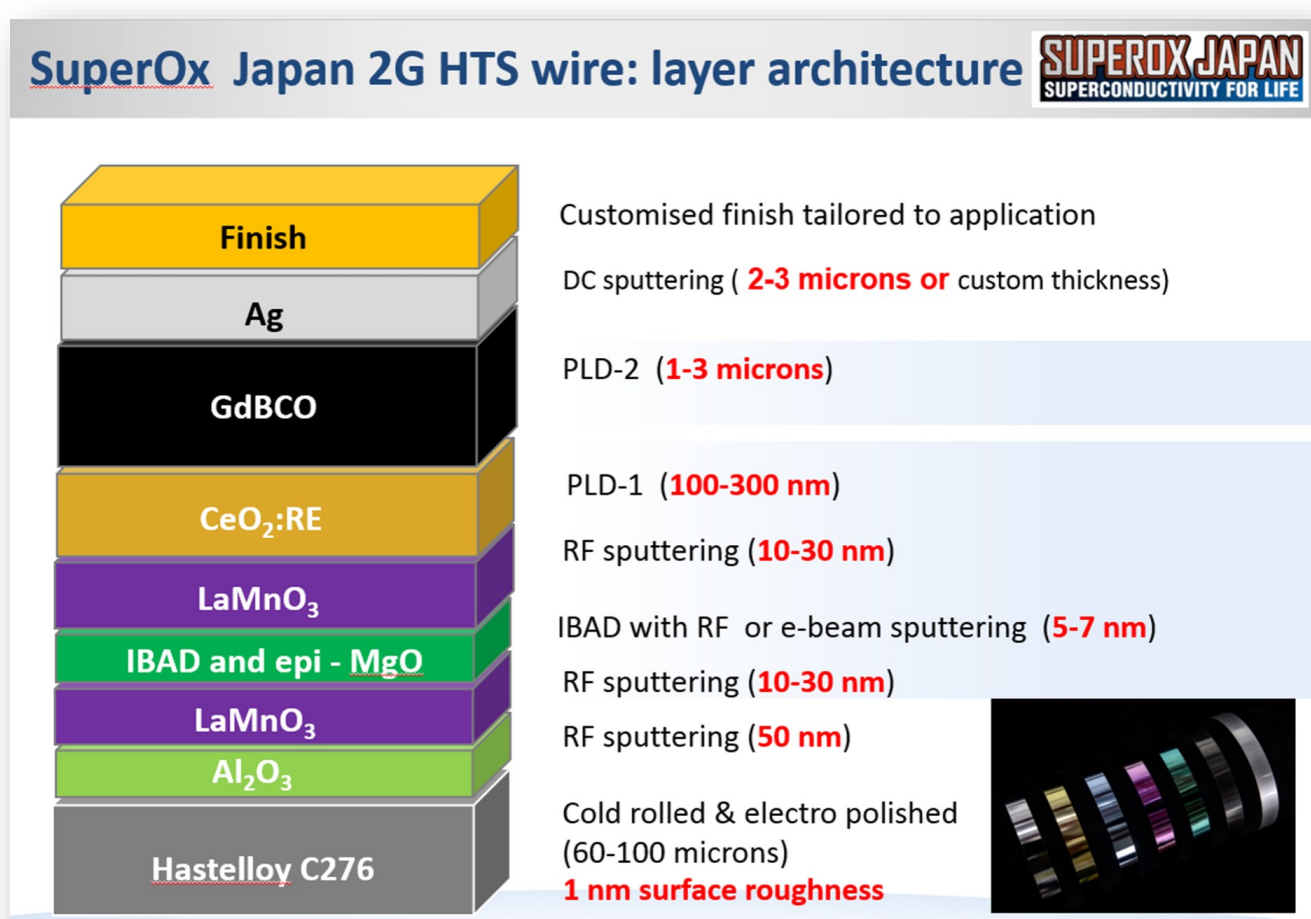 SuperOx Japan 2G HTS wire: layer architecture
SUPEROX JAPAN
SUPERCONDUCTIVITY FOR LIFE
Finish
Customised finish tailored to application
Ag
DC sputtering ( 2-3 microns or custom thickness)
GdBCO
PLD-2 (1-3 microns)
CeO₂:RE
PLD-1 (100-300 nm)
LaMnO₃
RF sputtering (10-30 nm)
IBAD and epi - MgO
IBAD with RF or e-beam sputtering (5-7 nm)
LaMnO₃
RF sputtering (10-30 nm)
Al₂O₃
RF sputtering (50 nm)
Hastelloy C276
Cold rolled & electro polished
(60-100 microns)
1 nm surface roughness